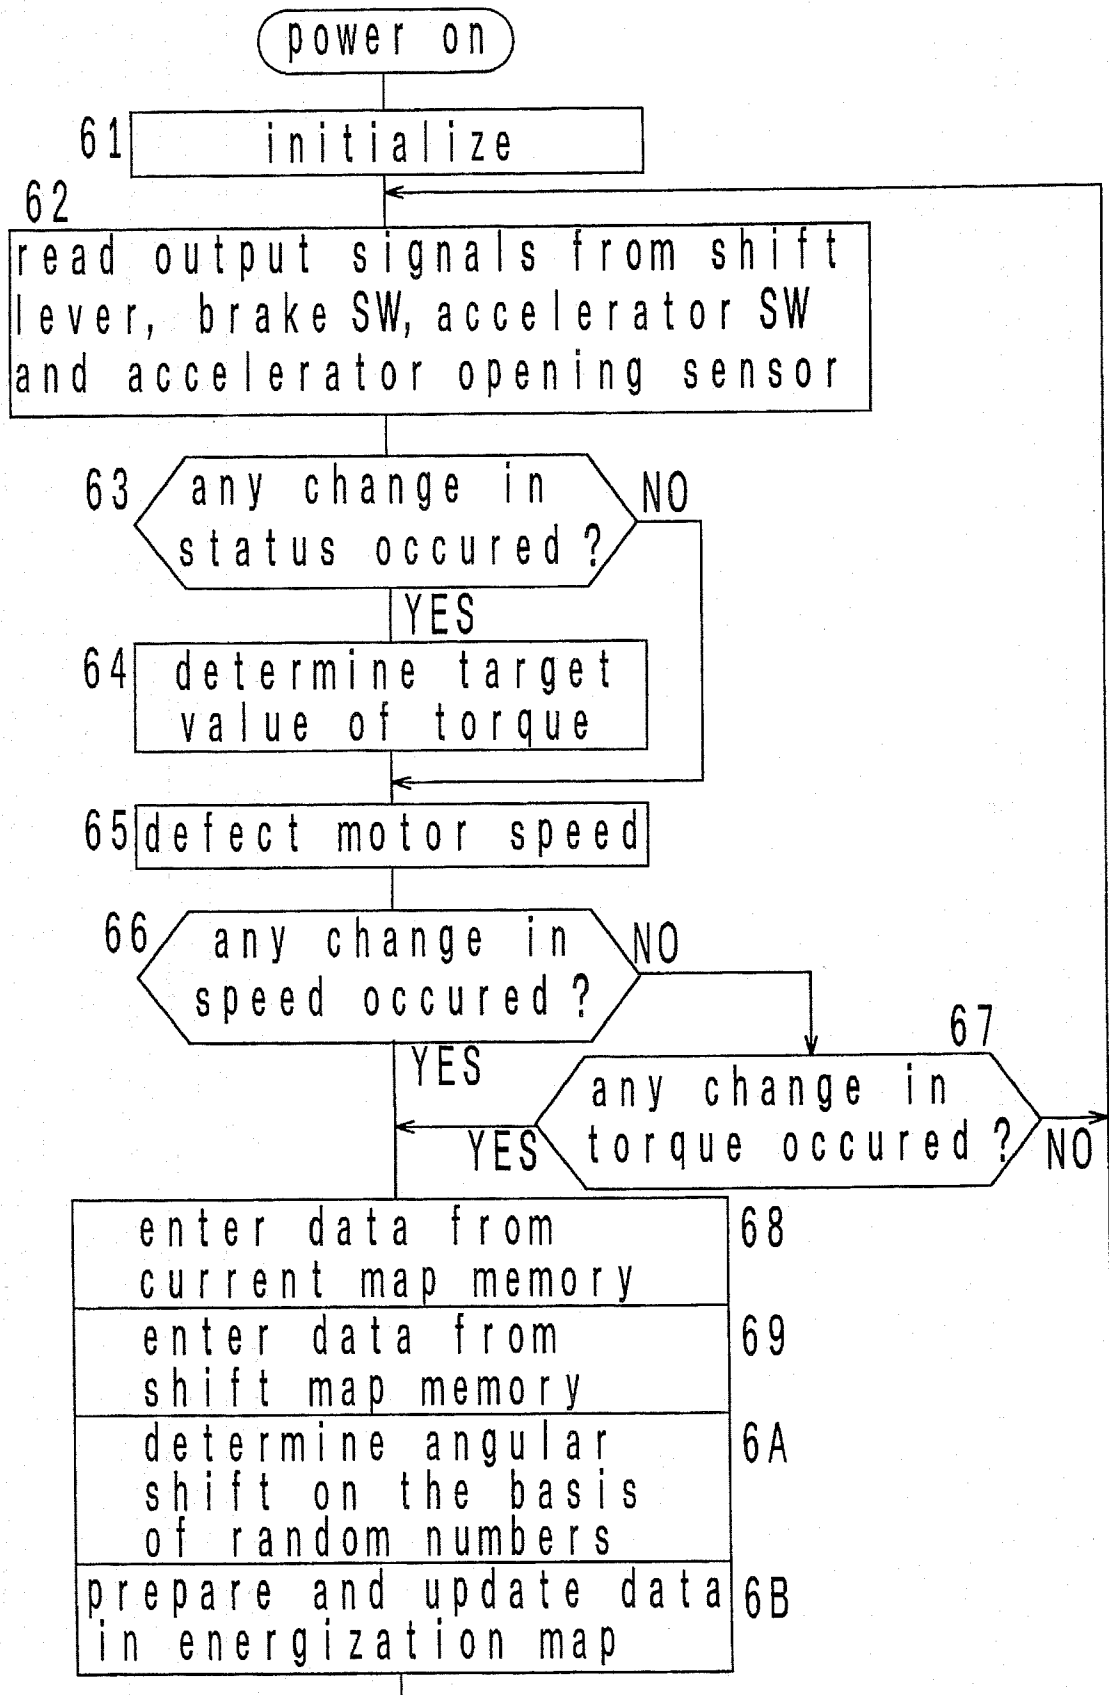 power on
61
initialize
62
read output signals from shift
lever, brake SW, accelerator SW
and accelerator opening sensor
63
any change in
status occured?
NO
YES
64
determine target
value of torque
65
defect motor speed
66
any change in
speed occured?
NO
YES
67
any change in
torque occured?
YES
NO
enter data from
current map memory
68
enter data from
shift map memory
69
determine angular
shift on the basis
of random numbers
6A
prepare and update data
in energization map
6B